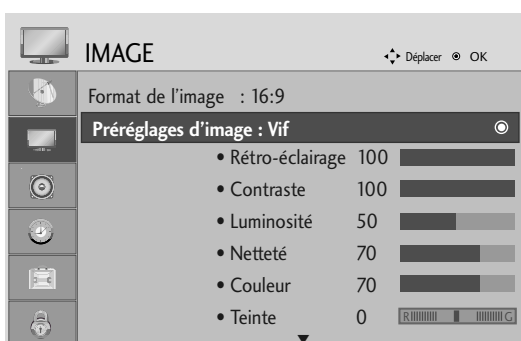 IMAGE
Déplacer OK
Format de l'image : 16:9
Préréglages d'image : Vif
• Rétro-éclairage 100
• Contraste 100
• Luminosité 50
• Netteté 70
• Couleur 70
• Teinte 0 R G